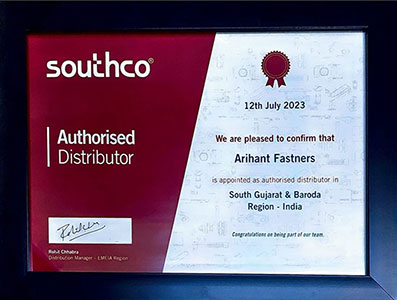 southco®
Authorised
Distributor
Rohit Chhabra
Distribution Manager - EMEIA Region
12th July 2023
We are pleased to confirm that
Arihant Fastners
is appointed as authorised distributor in
South Gujarat & Baroda
Region - India
Congratulations on being part of our team.